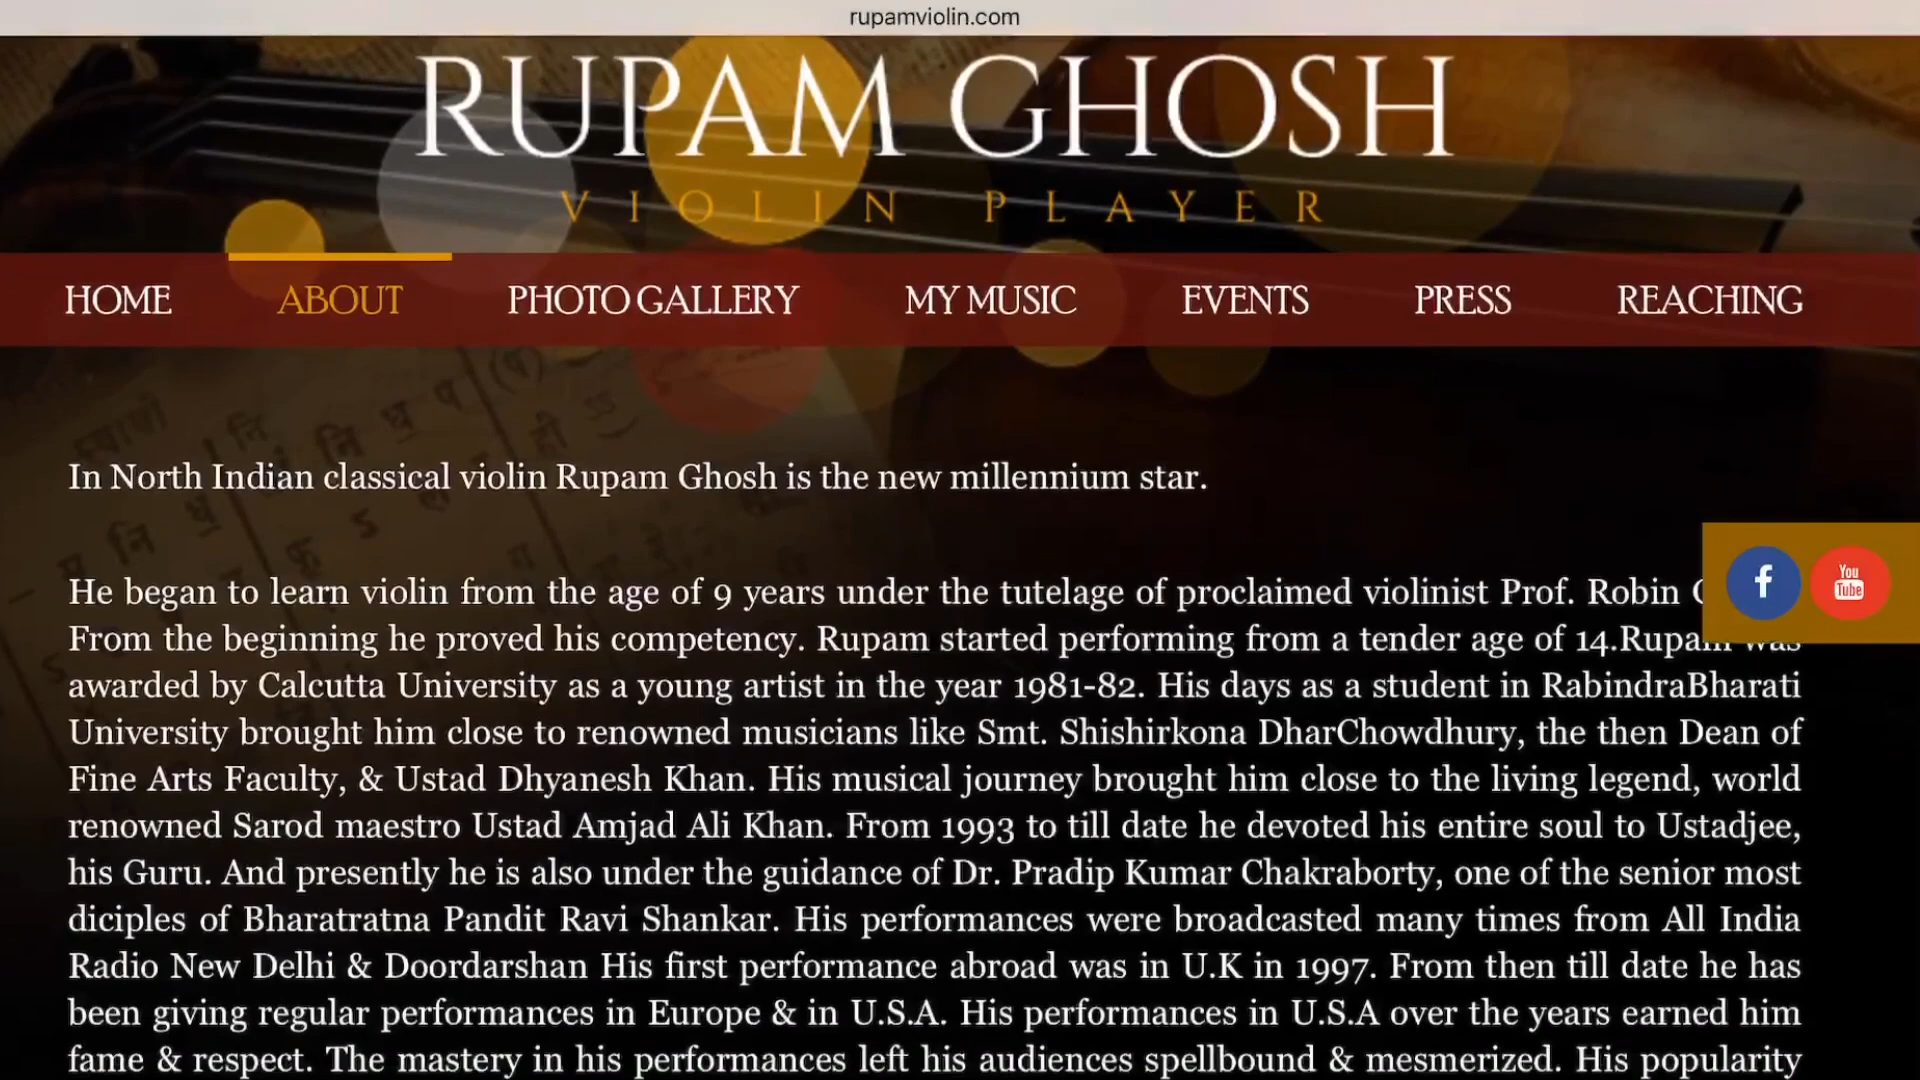 rupamviolin.com
RUPAM GHOSH
VIOLIN PLAYER
HOME ABOUT PHOTO GALLERY MY MUSIC EVENTS PRESS REACHING
In North Indian classical violin Rupam Ghosh is the new millennium star.
He began to learn violin from the age of 9 years under the tutelage of proclaimed violinist Prof. Robin
From the beginning he proved his competency. Rupam started performing from a tender age of 14.Rupam was
awarded by Calcutta University as a young artist in the year 1981-82. His days as a student in RabindraBharati
University brought him close to renowned musicians like Smt. Shishirkona DharChowdhury, the then Dean of
Fine Arts Faculty, & Ustad Dhyanesh Khan. His musical journey brought him close to the living legend, world
renowned Sarod maestro Ustad Amjad Ali Khan. From 1993 to till date he devoted his entire soul to Ustadjee,
his Guru. And presently he is also under the guidance of Dr. Pradip Kumar Chakraborty, one of the senior most
diciples of Bharatratna Pandit Ravi Shankar. His performances were broadcasted many times from All India
Radio New Delhi & Doordarshan His first performance abroad was in U.K in 1997. From then till date he has
been giving regular performances in Europe & in U.S.A. His performances in U.S.A over the years earned him
fame & respect. The mastery in his performances left his audiences spellbound & mesmerized. His popularity
You
Tube